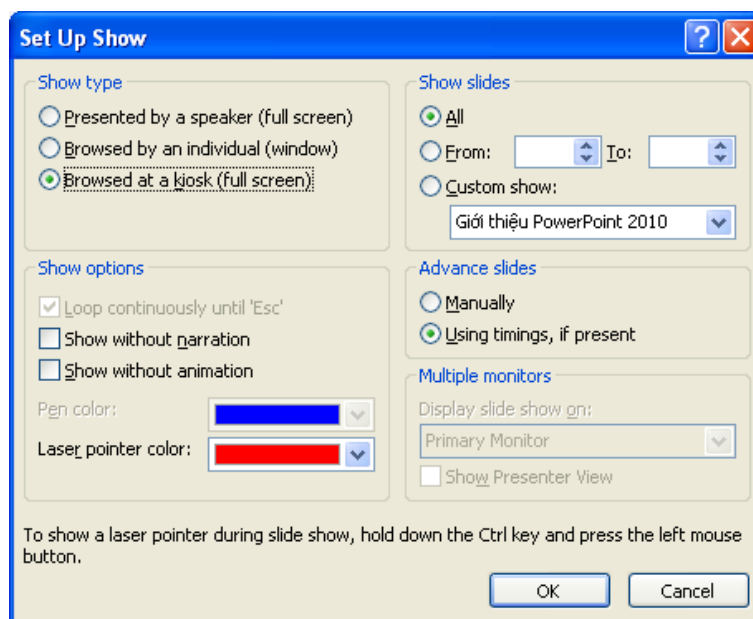 Set Up Show
Show type
Presented by a speaker (full screen)
Browsed by an individual (window)
Browsed at a kiosk (full screen)
Show slides
All
From: To:
Custom show:
Giới thiệu PowerPoint 2010
Show options
Loop continuously until 'Esc'
Show without narration
Show without animation
Pen color:
Laser pointer color:
Advance slides
Manually
Using timings, if present
Multiple monitors
Display slide show on:
Primary Monitor
Show Presenter View
To show a laser pointer during slide show, hold down the Ctrl key and press the left mouse
button.
OK Cancel